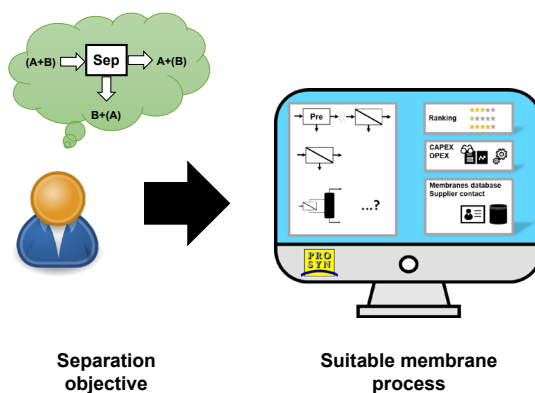 (A+B)
Sep
A+(B)
B+(A)
Pre
...?
Ranking
CAPEX
OPEX
Membranes database
Supplier contact
PRO
SYN
Separation
objective
Suitable membrane
process